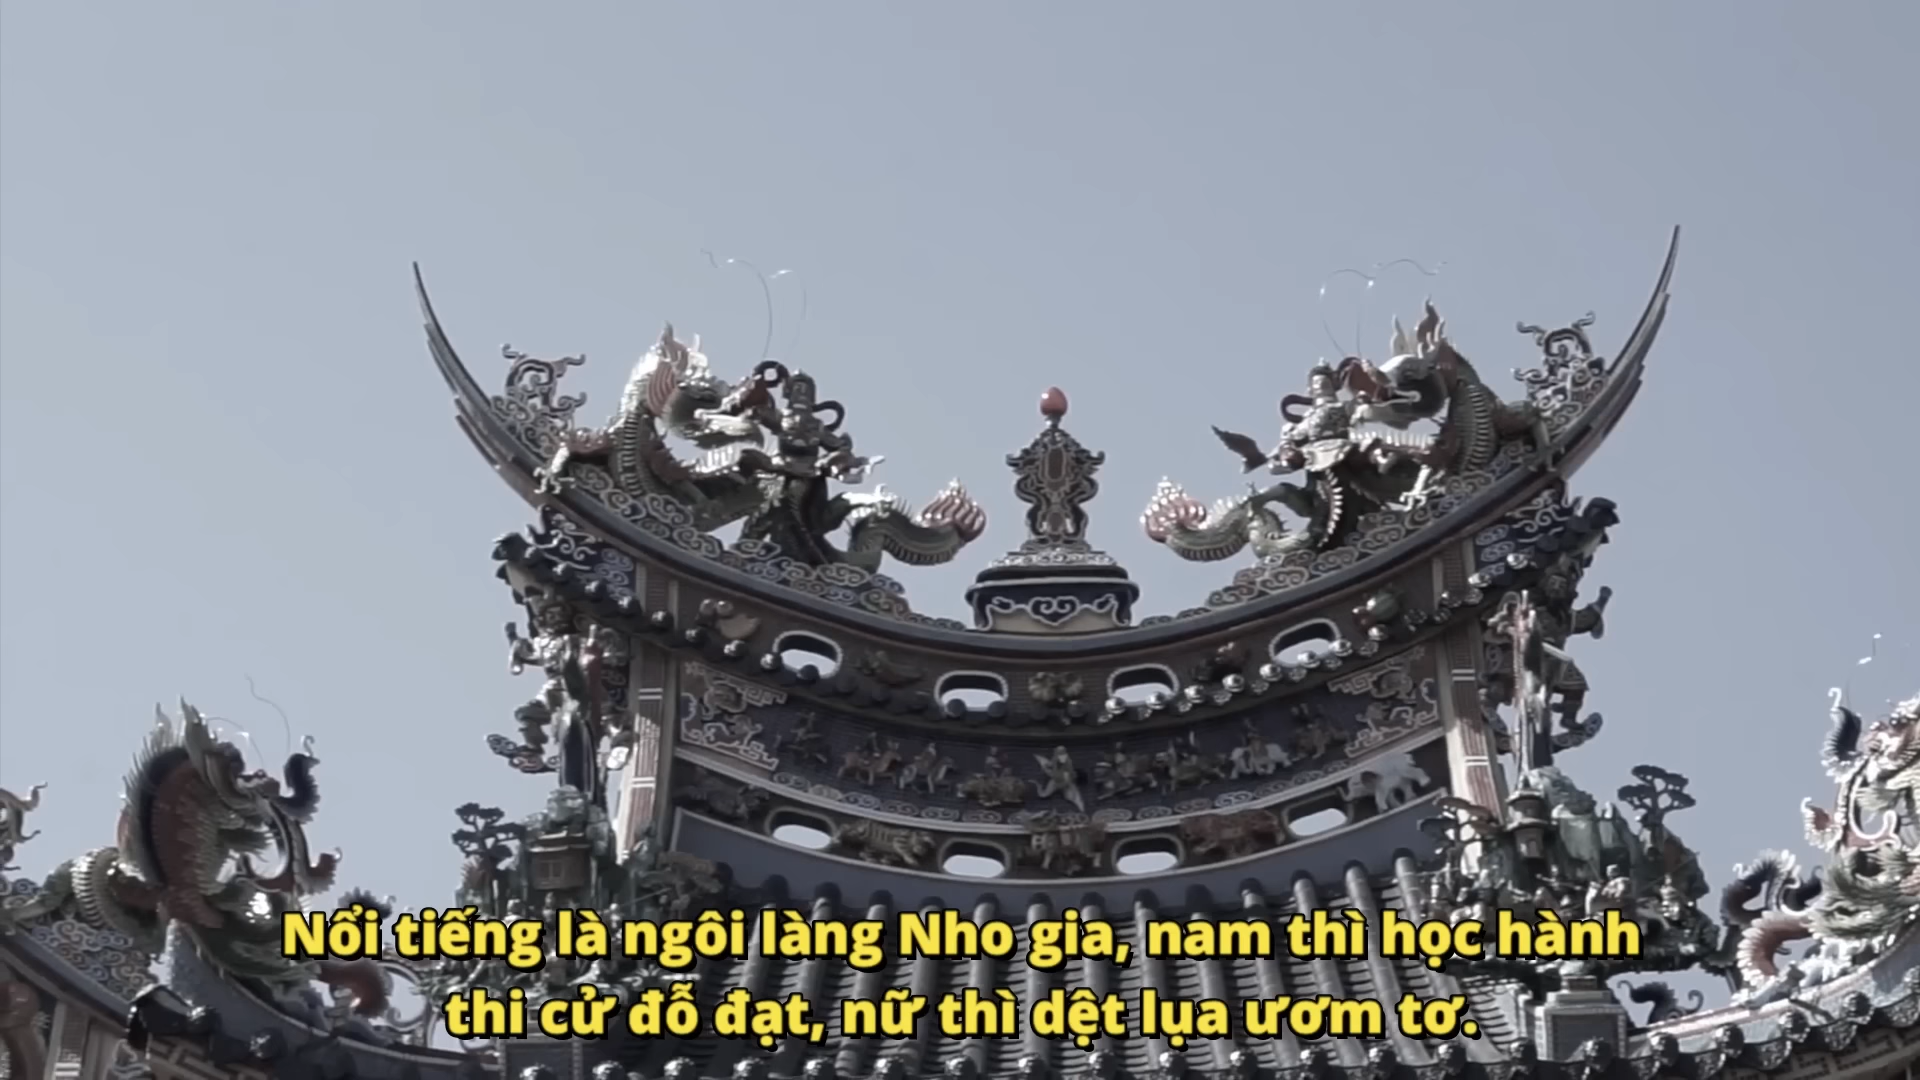 Nổi tiếng là ngôi làng Nho gia, nam thì học hành
thi cử đỗ đạt, nữ thì dệt lụa ươm tơ.